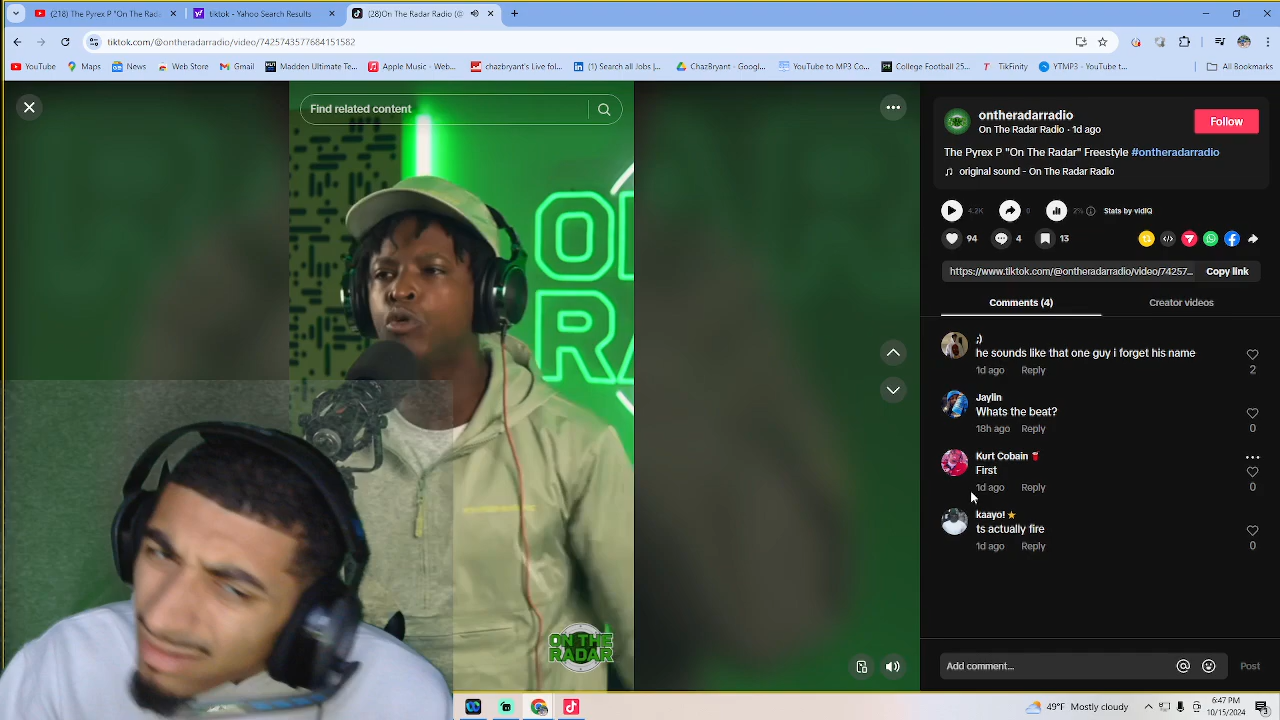 (218) The Pyrex P "On The Rada
tiktok - Yahoo Search Results
(28)On The Radar Radio (@
tiktok.com/@ontheradarradio/video/7425743577684151582
YouTube
Maps
News
Web Store
Gmail
Madden Ultimate Te...
Apple Music - Web...
chazbryant's Live fol...
(1) Search all Jobs |...
ChazBryant. - Googl...
YouTube to MP3 Co...
College Football 25...
TikFinity
YTMP3 - YouTube t...
All Bookmarks
Find related content
ON THE RADAR
ontheradarradio
On The Radar Radio · 1d ago
Follow
The Pyrex P "On The Radar" Freestyle #ontheradarradio
original sound - On The Radar Radio
4.2K
0
2%
Stats by vidIQ
94
4
13
https://www.tiktok.com/@ontheradarradio/video/74257...
Copy link
Comments (4)
Creator videos
;)
he sounds like that one guy i forget his name
1d ago
Reply
2
Jaylin
Whats the beat?
18h ago
Reply
0
Kurt Cobain
First
1d ago
Reply
0
kaayo!
ts actually fire
1d ago
Reply
0
Add comment...
Post
49°F Mostly cloudy
6:47 PM
10/15/2024